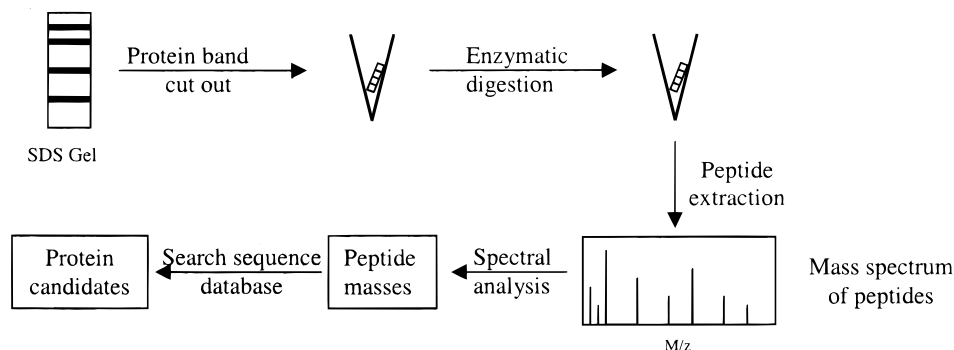 Protein band
cut out
Enzymatic
digestion
SDS Gel
Peptide
extraction
Protein
candidates
Search sequence
database
Peptide
masses
Spectral
analysis
Mass spectrum
of peptides
M/z